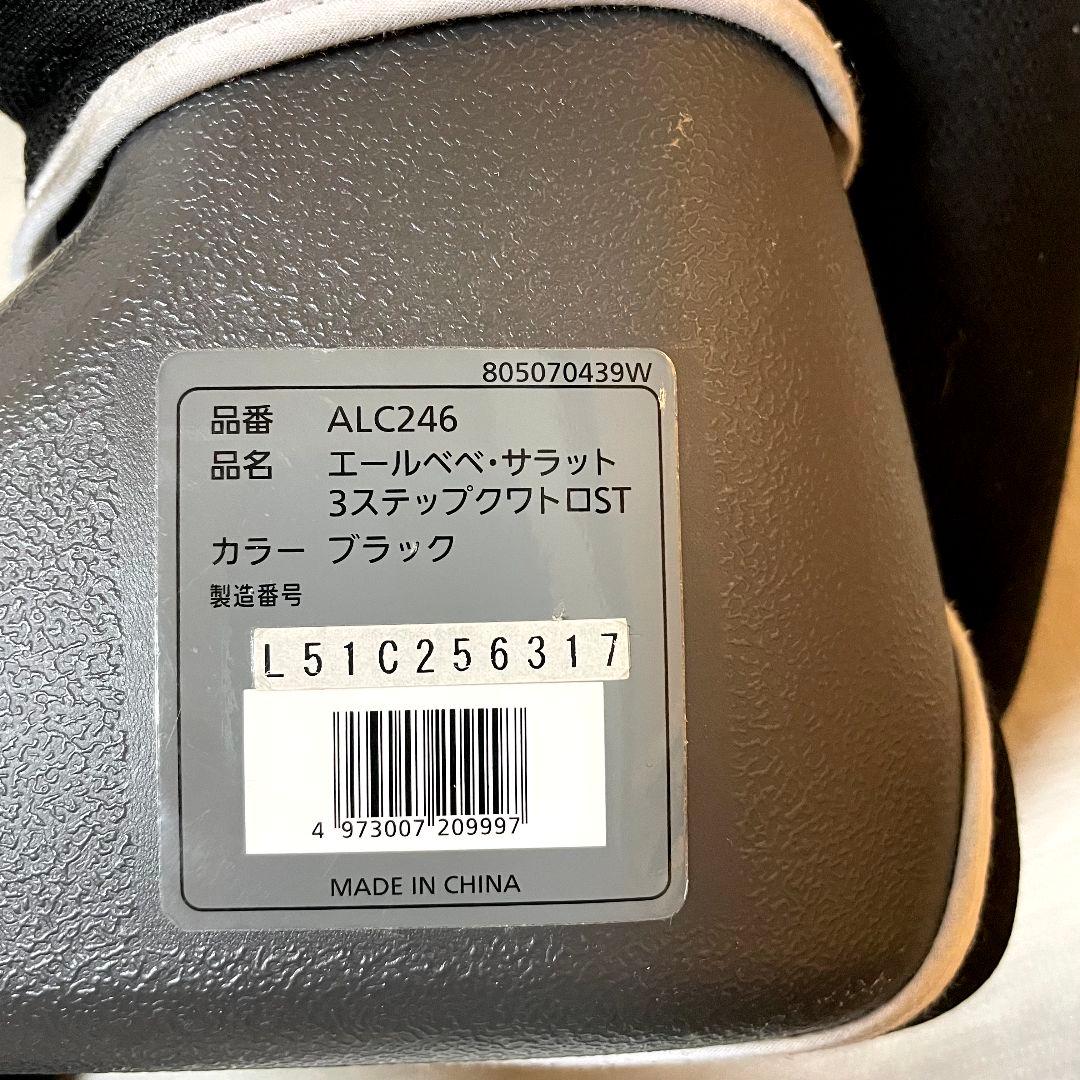 805070439W
品番 ALC246
品名 エールベベ・サラット
3ステップクワトロST
カラー ブラック
製造番号
L51C256317
4 973007 209997
MADE IN CHINA